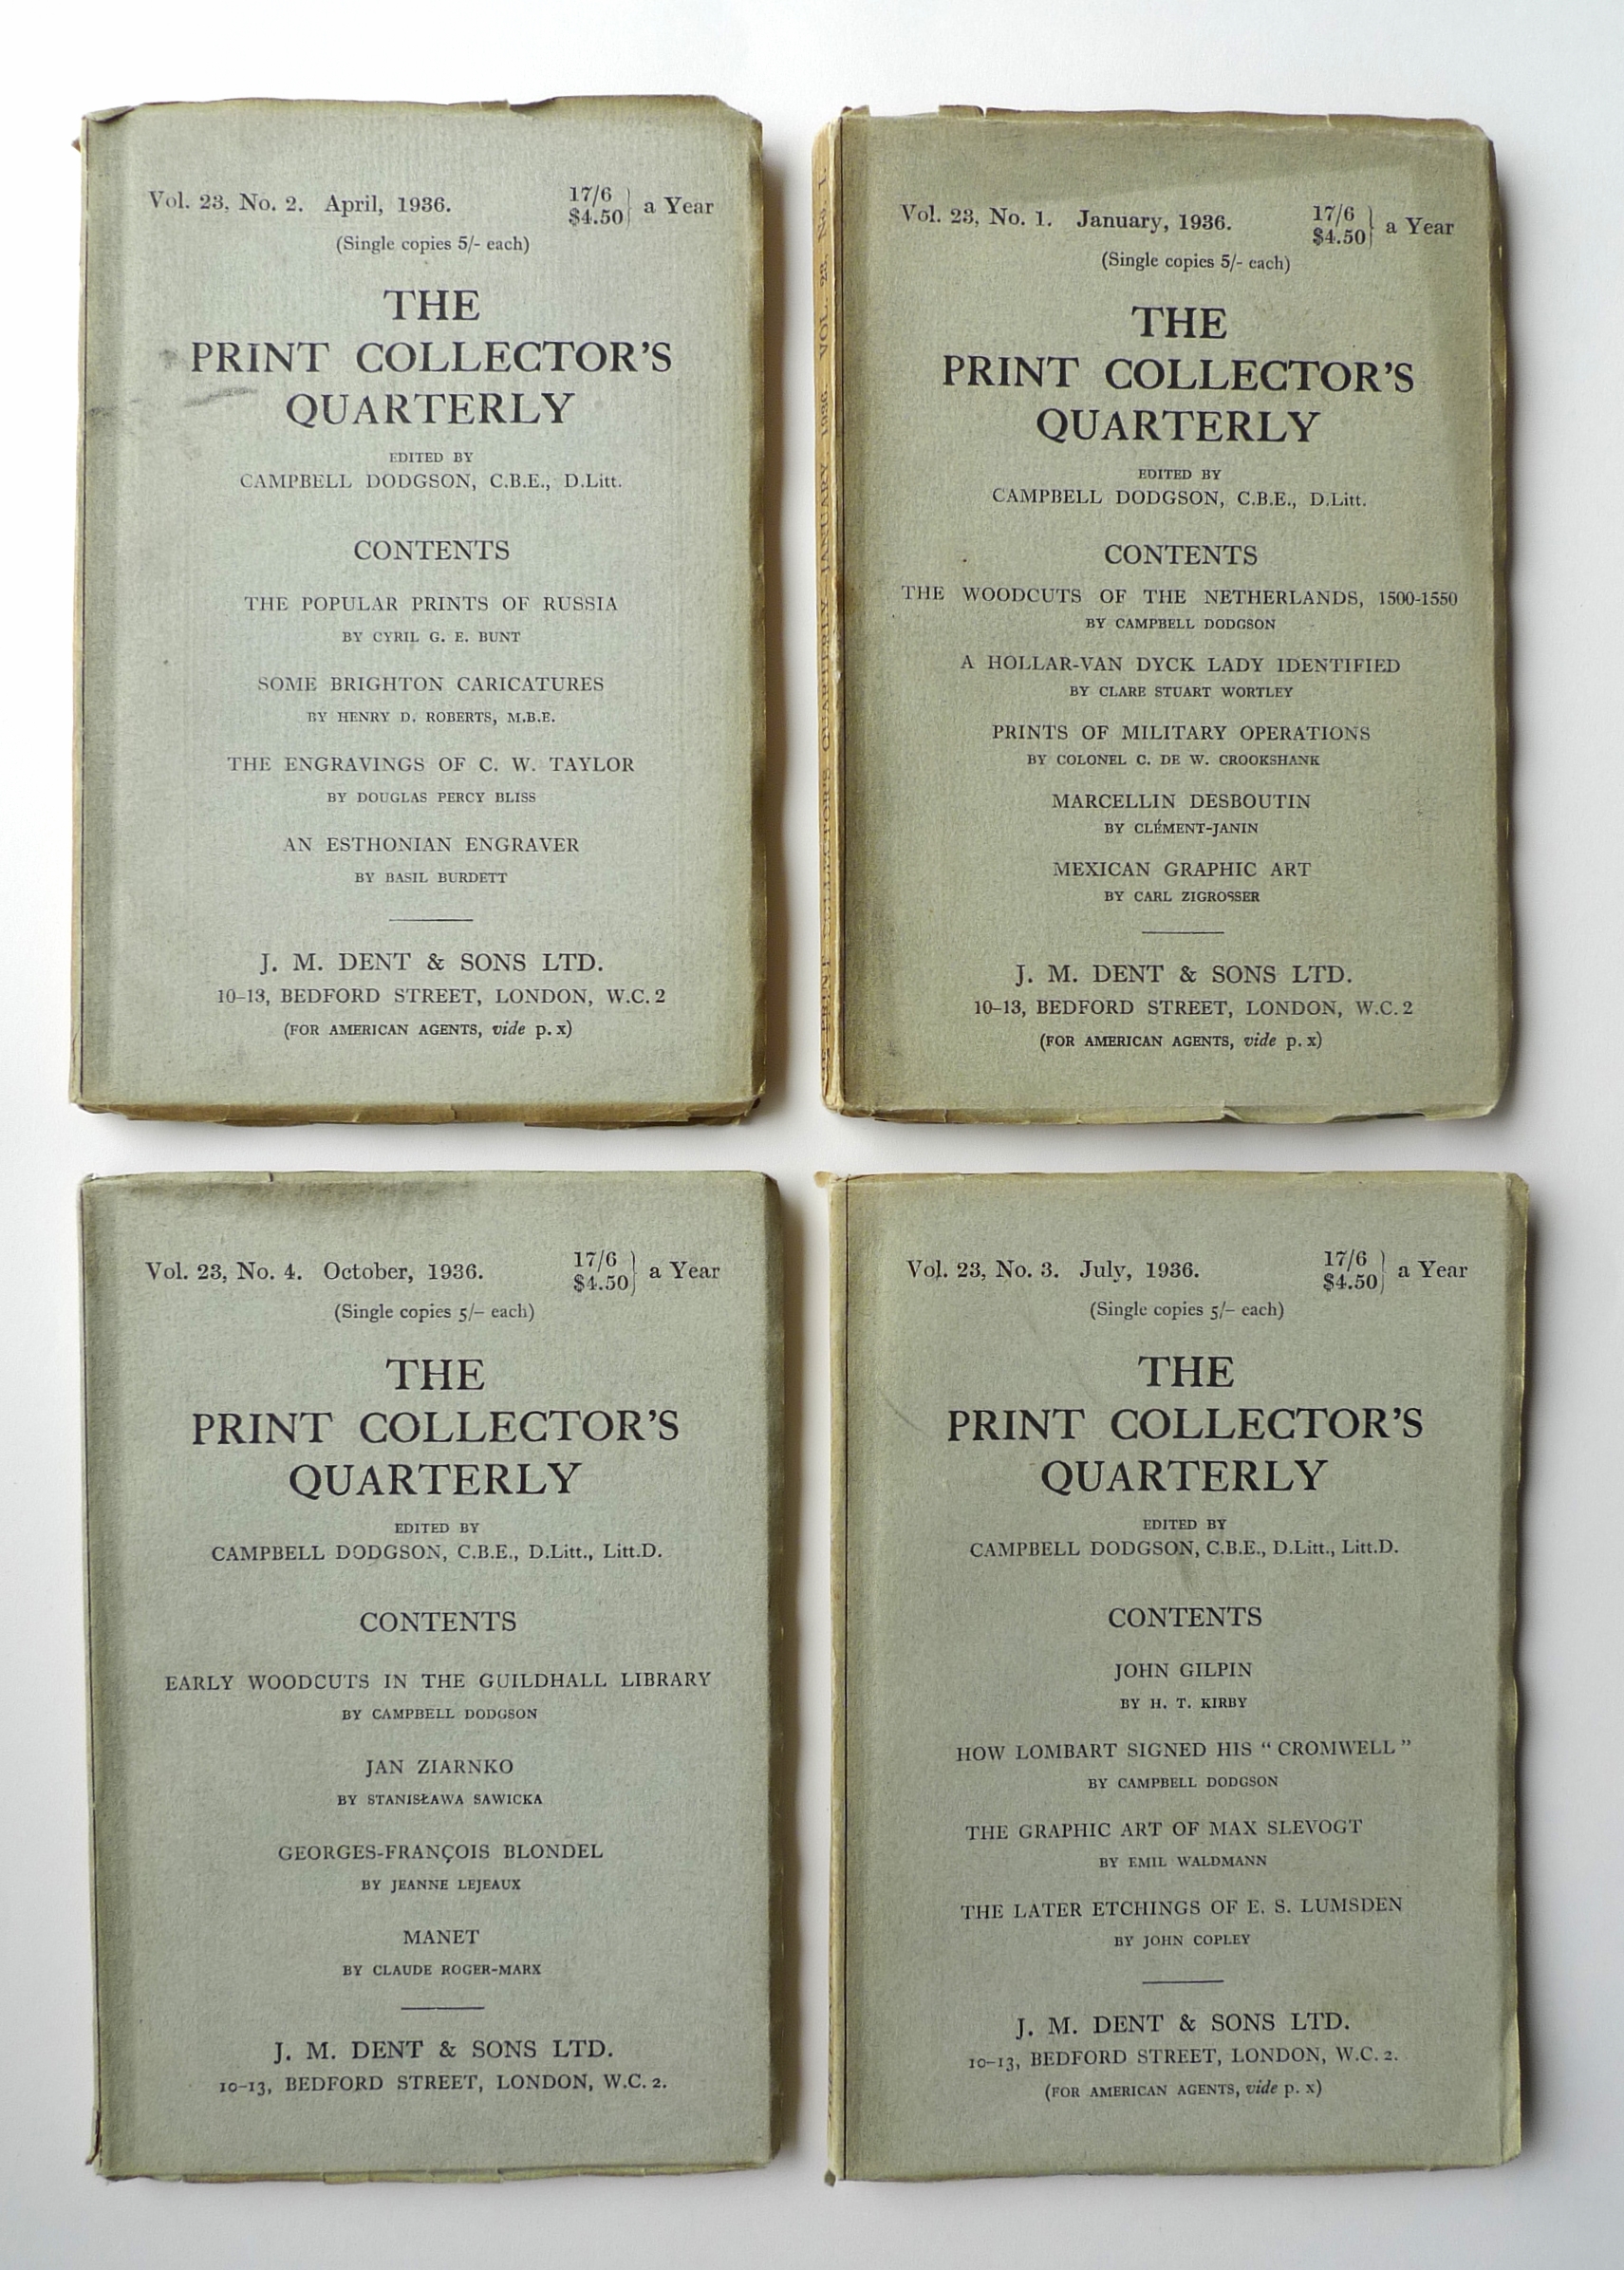 Vol. 23, No. 2. April, 1936. 17/6 $4.50} a Year
(Single copies 5/- each)
THE
PRINT COLLECTOR'S
QUARTERLY
EDITED BY
CAMPBELL DODGSON, C.B.E., D.Litt.
CONTENTS
THE POPULAR PRINTS OF RUSSIA
BY CYRIL G. E. BUNT
SOME BRIGHTON CARICATURES
BY HENRY D. ROBERTS, M.B.E.
THE ENGRAVINGS OF C. W. TAYLOR
BY DOUGLAS PERCY BLISS
AN ESTHONIAN ENGRAVER
BY BASIL BURDETT
J. M. DENT & SONS LTD.
10–13, BEDFORD STREET, LONDON, W.C. 2
(FOR AMERICAN AGENTS, vide p. x)
PRINT COLLECTOR'S QUARTERLY—JANUARY 1936. VOL. 23, No. 1.
Vol. 23, No. 1. January, 1936. 17/6 $4.50} a Year
(Single copies 5/- each)
THE
PRINT COLLECTOR'S
QUARTERLY
EDITED BY
CAMPBELL DODGSON, C.B.E., D.Litt.
CONTENTS
THE WOODCUTS OF THE NETHERLANDS, 1500-1550
BY CAMPBELL DODGSON
A HOLLAR-VAN DYCK LADY IDENTIFIED
BY CLARE STUART WORTLEY
PRINTS OF MILITARY OPERATIONS
BY COLONEL C. DE W. CROOKSHANK
MARCELLIN DESBOUTIN
BY CLÉMENT-JANIN
MEXICAN GRAPHIC ART
BY CARL ZIGROSSER
J. M. DENT & SONS LTD.
10–13, BEDFORD STREET, LONDON, W.C. 2
(FOR AMERICAN AGENTS, vide p. x)
Vol. 23, No. 4. October, 1936. 17/6 $4.50} a Year
(Single copies 5/– each)
THE
PRINT COLLECTOR'S
QUARTERLY
EDITED BY
CAMPBELL DODGSON, C.B.E., D.Litt., Litt.D.
CONTENTS
EARLY WOODCUTS IN THE GUILDHALL LIBRARY
BY CAMPBELL DODGSON
JAN ZIARNKO
BY STANISŁAWA SAWICKA
GEORGES-FRANÇOIS BLONDEL
BY JEANNE LEJEAUX
MANET
BY CLAUDE ROGER-MARX
J. M. DENT & SONS LTD.
10–13, BEDFORD STREET, LONDON, W.C. 2.
Vol. 23, No. 3. July, 1936. 17/6 $4.50} a Year
(Single copies 5/– each)
THE
PRINT COLLECTOR'S
QUARTERLY
EDITED BY
CAMPBELL DODGSON, C.B.E., D.Litt., Litt.D.
CONTENTS
JOHN GILPIN
BY H. T. KIRBY
HOW LOMBART SIGNED HIS “ CROMWELL ”
BY CAMPBELL DODGSON
THE GRAPHIC ART OF MAX SLEVOGT
BY EMIL WALDMANN
THE LATER ETCHINGS OF E. S. LUMSDEN
BY JOHN COPLEY
J. M. DENT & SONS LTD.
10–13, BEDFORD STREET, LONDON, W.C. 2.
(FOR AMERICAN AGENTS, vide p. x)